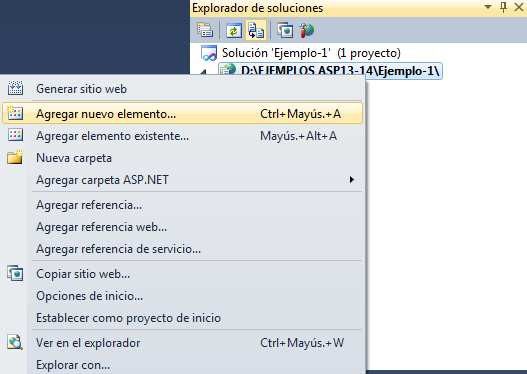 Explorador de soluciones
Solución 'Ejemplo-1' (1 proyecto)
D:\EJEMPLOS ASP13-14\Ejemplo-1\
Generar sitio web
Agregar nuevo elemento... Ctrl+Mayús.+A
Agregar elemento existente... Mayús.+Alt+A
Nueva carpeta
Agregar carpeta ASP.NET
Agregar referencia...
Agregar referencia web...
Agregar referencia de servicio...
Copiar sitio web...
Opciones de inicio...
Establecer como proyecto de inicio
Ver en el explorador Ctrl+Mayús.+W
Explorar con...